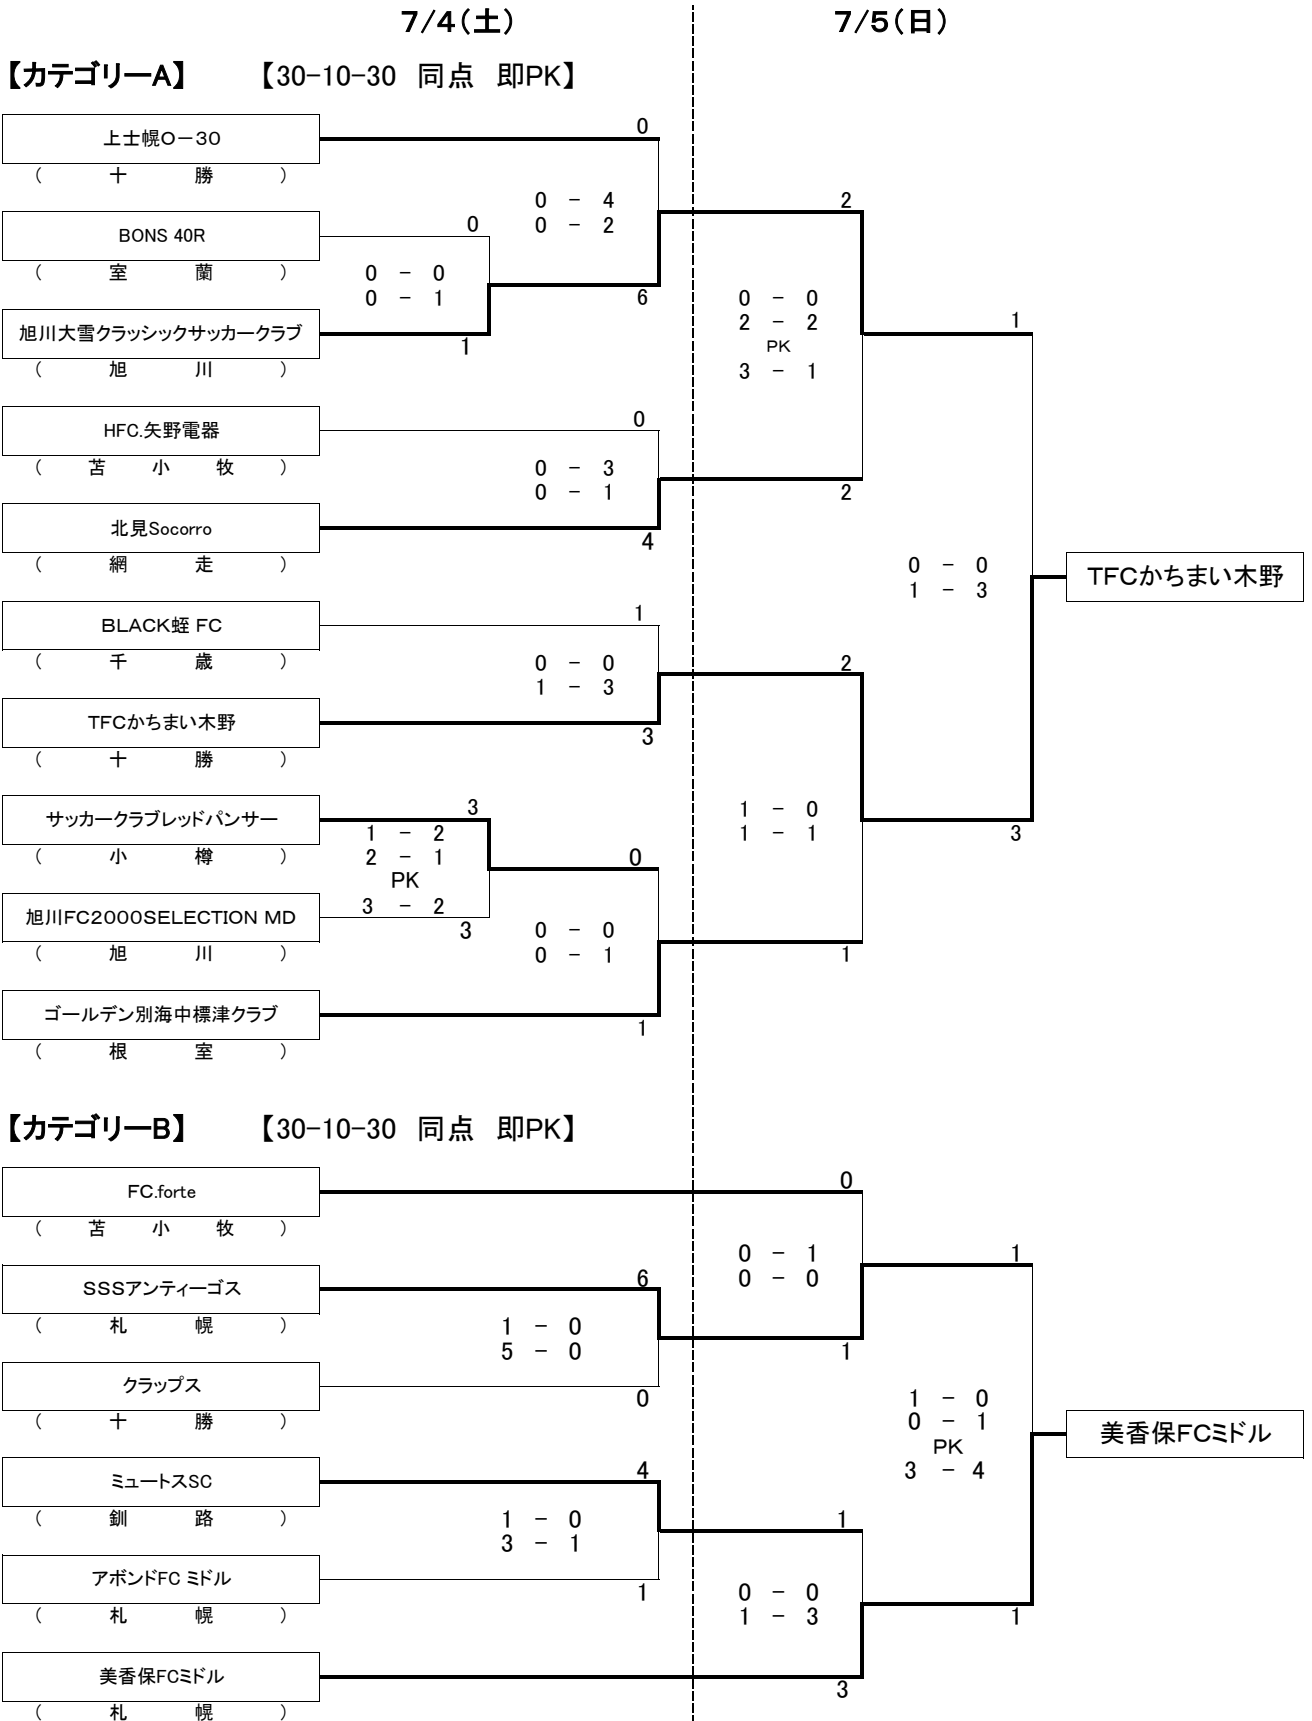 7/4(土) 7/5(日)
【カテゴリーA】 【30-10-30 同点 即PK】
上士幌O-30 0
( 十 勝 )
0 - 4 2
0 - 2
BONS 40R 0
( 室 蘭 ) 0 - 0
0 - 1 6 0 - 0
旭川大雪クラッシックサッカークラブ 1 2 - 2 1
PK
( 旭 川 ) 3 - 1
HFC.矢野電器 0
( 苫 小 牧 ) 0 - 3
0 - 1 2
北見Socorro 4
( 網 走 ) 0 - 0
TFCかちまい木野
1 - 3
BLACK蛭 FC 1
( 千 歳 ) 0 - 0 2
1 - 3
TFCかちまい木野 3
( 十 勝 )
サッカークラブレッドパンサー 3 1 - 0
1 - 2 1 - 1 3
( 小 樽 ) 2 - 1 0
PK
3 - 2
旭川FC2000SELECTION MD 3 0 - 0
( 旭 川 ) 0 - 1 1
ゴールデン別海中標津クラブ 1
( 根 室 )
【カテゴリーB】 【30-10-30 同点 即PK】
FC.forte 0
( 苫 小 牧 )
0 - 1 1
SSSアンティーゴス 6 0 - 0
( 札 幌 ) 1 - 0
5 - 0 1
クラップス 0 1 - 0
( 十 勝 ) 0 - 1
美香保FCミドル
PK
3 - 4
ミュートスSC 4
( 釧 路 ) 1 - 0 1
3 - 1
アボンドFC ミドル 1 0 - 0
( 札 幌 ) 1 - 3 1
美香保FCミドル 3
( 札 幌 )